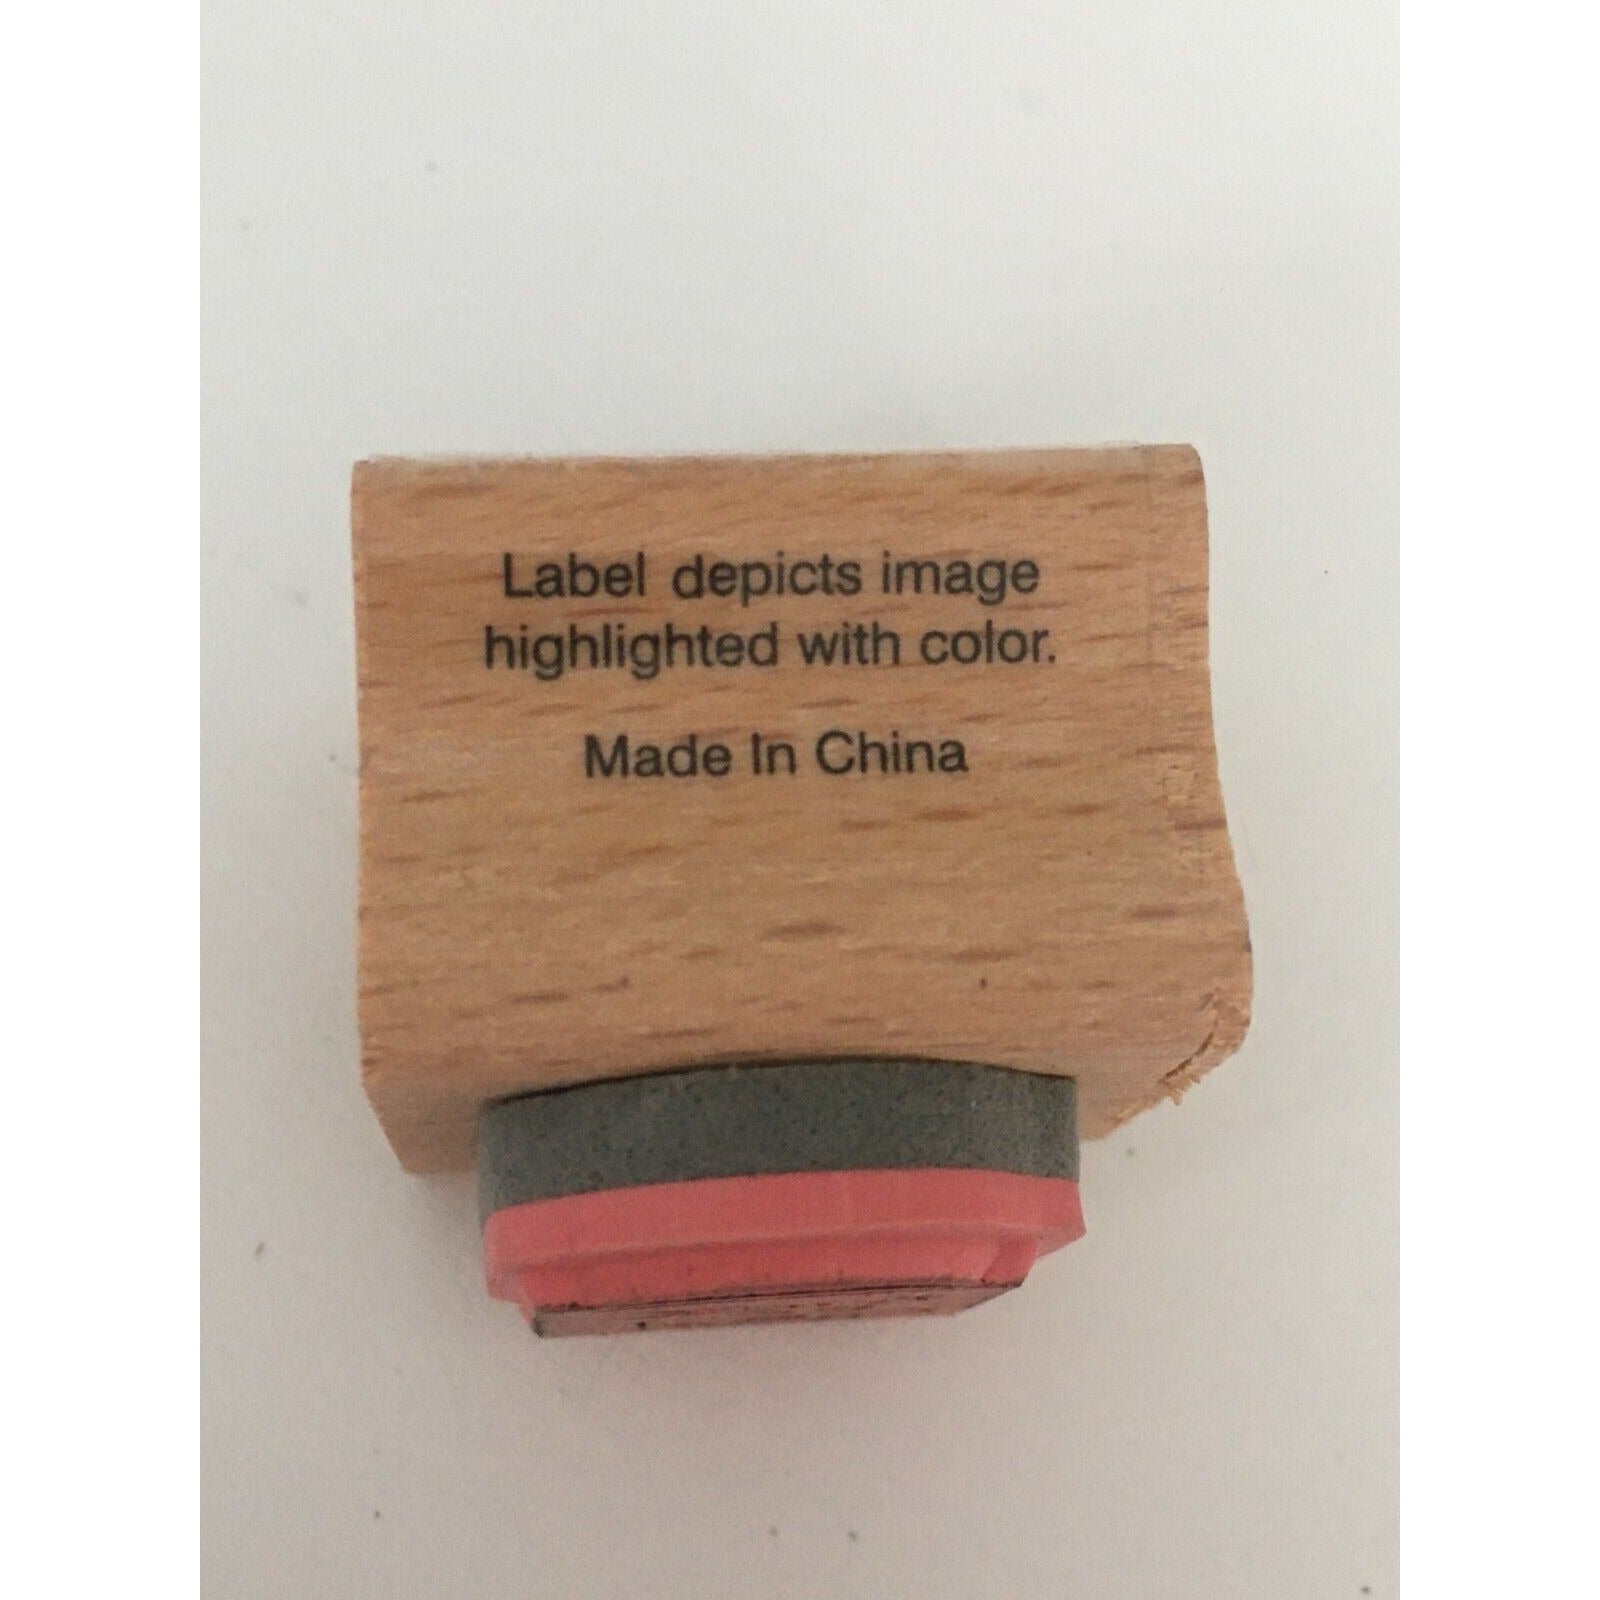 Label depicts image
highlighted with color.
Made In China